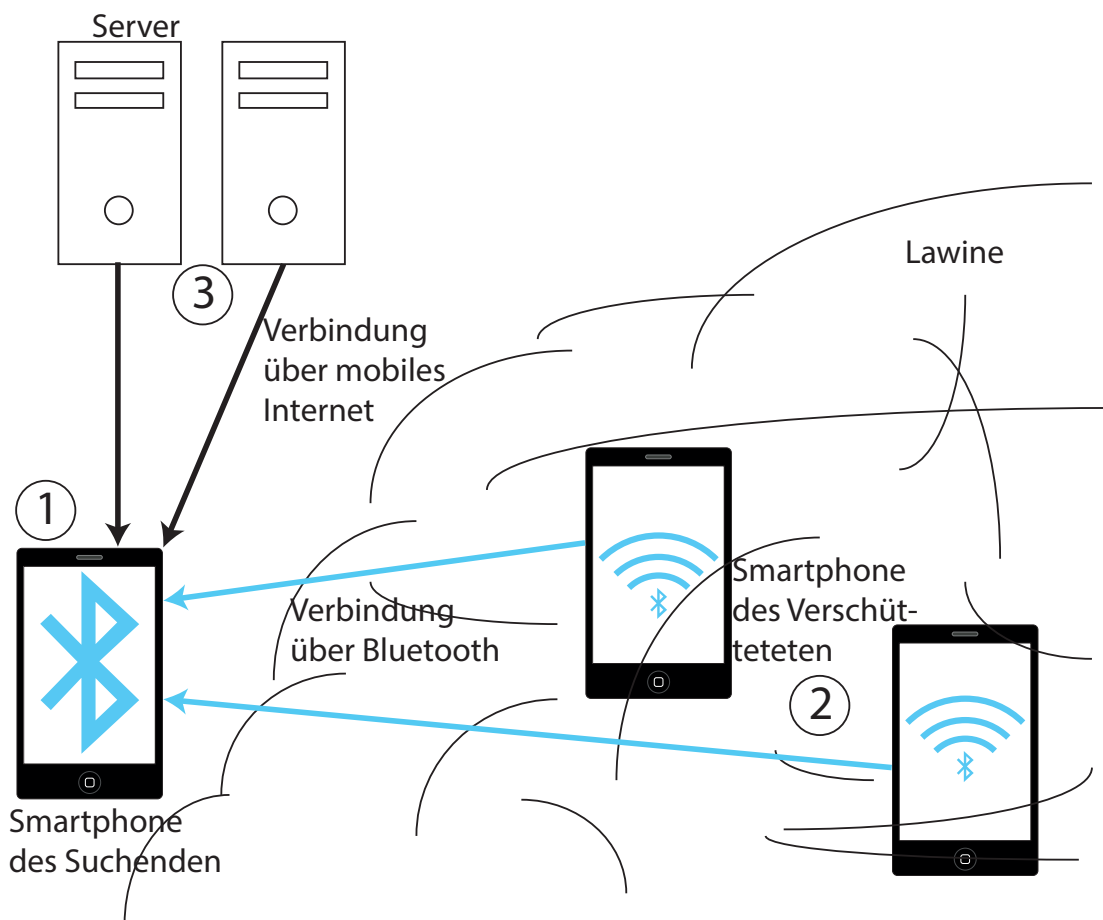 Server
3
Lawine
Verbindung
über mobiles
Internet
1
Verbindung
über Bluetooth
Smartphone
des Verschüt-
teteten
2
Smartphone
des Suchenden